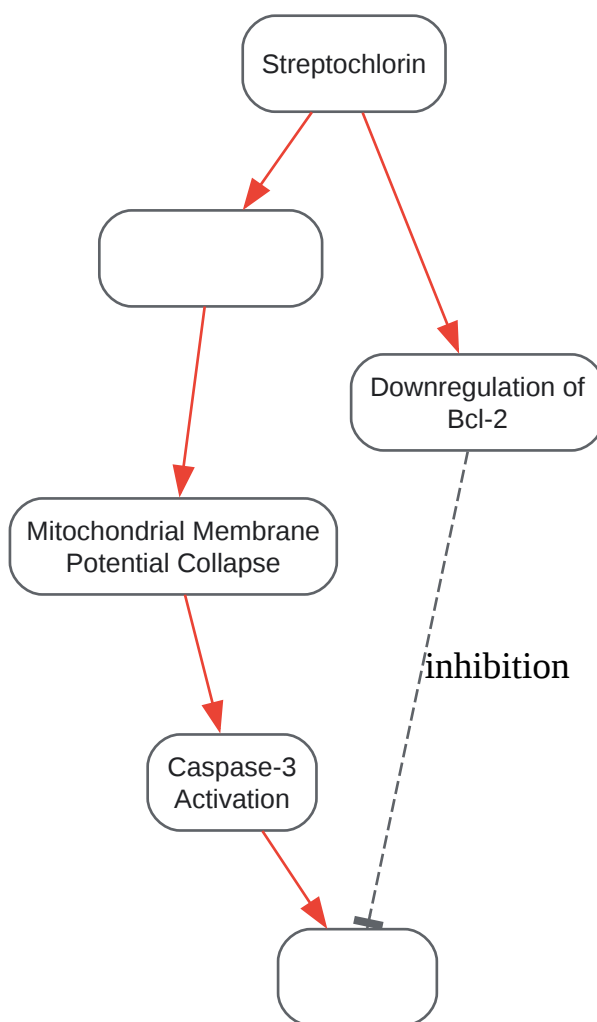 Streptochlorin
Downregulation of
Bcl-2
Mitochondrial Membrane
Potential Collapse
inhibition
Caspase-3
Activation